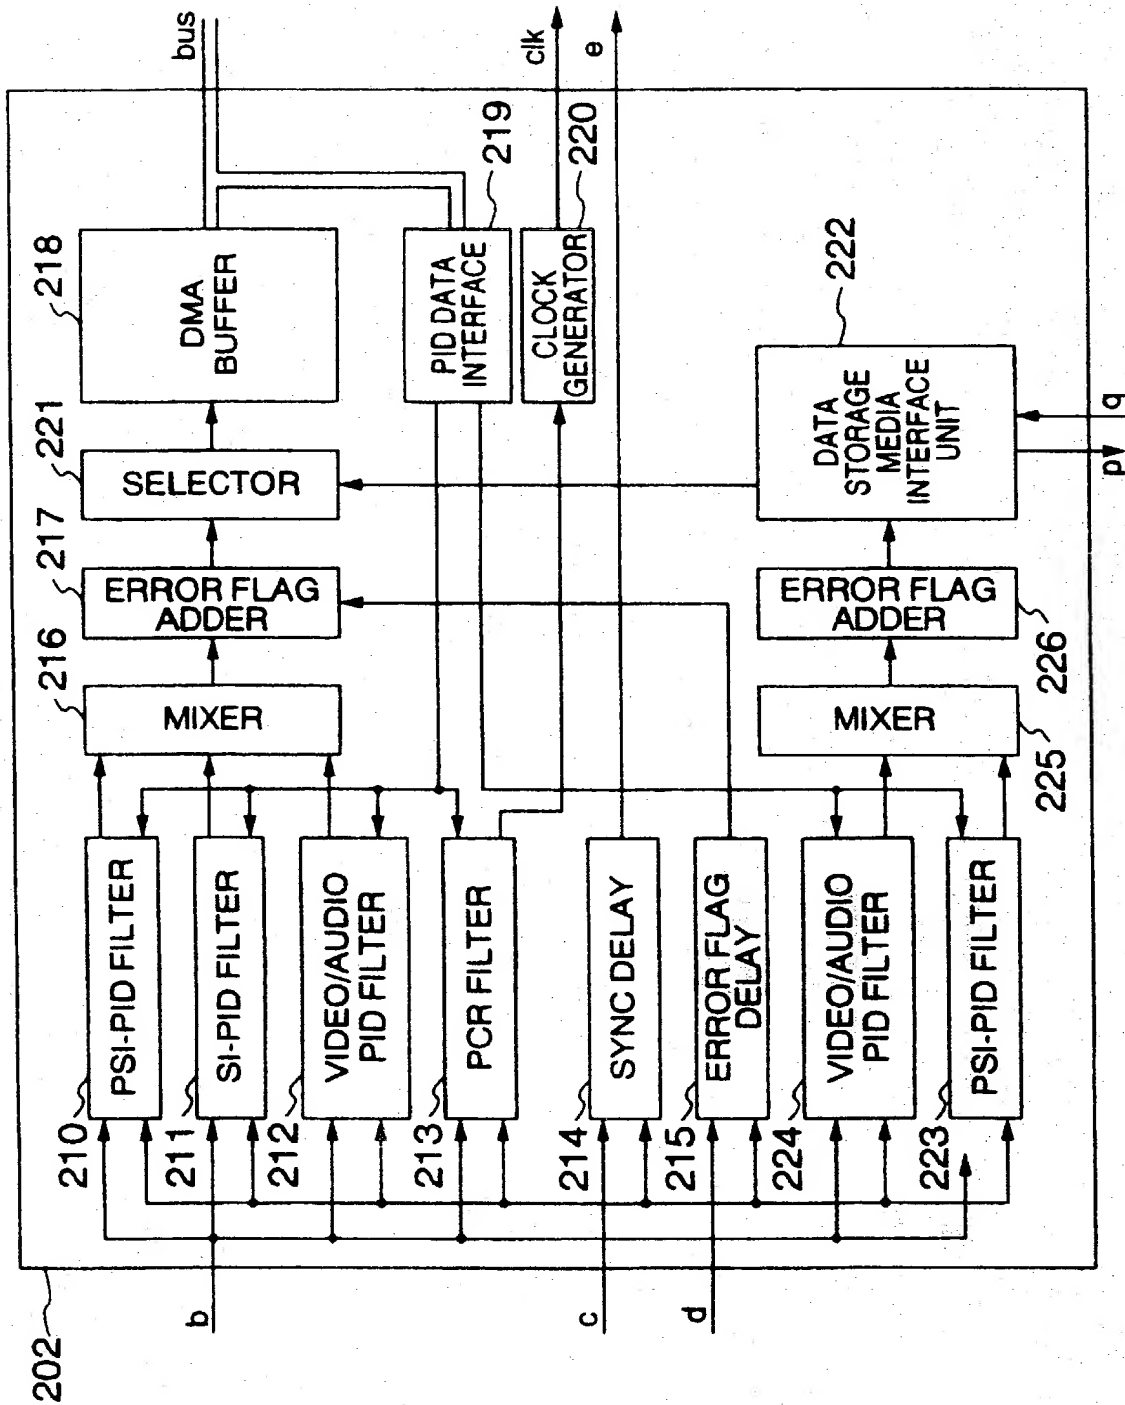 202
b
c
d
210
PSI-PID FILTER
211
SI-PID FILTER
212
VIDEO/AUDIO
PID FILTER
213
PCR FILTER
214
SYNC DELAY
215
ERROR FLAG
DELAY
224
VIDEO/AUDIO
PID FILTER
223
PSI-PID FILTER
216
MIXER
217
ERROR FLAG
ADDER
221
SELECTOR
218
DMA
BUFFER
bus
PID DATA
INTERFACE
219
CLOCK
GENERATOR
220
clk
e
MIXER
225
ERROR FLAG
ADDER
226
DATA
STORAGE
MEDIA
INTERFACE
UNIT
222
p
q